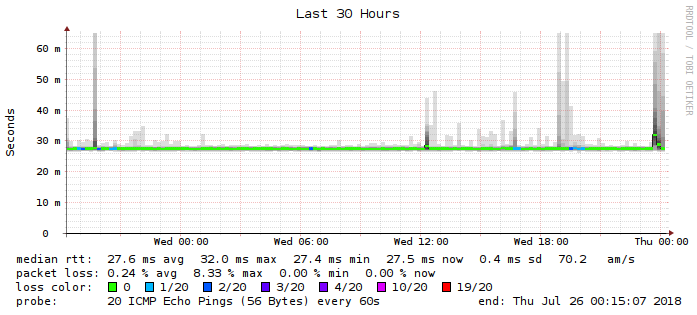 Last 30 Hours
RRDTOOL / TOBI OETIKER
Seconds
60 m
50 m
40 m
30 m
20 m
10 m
0
Wed 00:00 Wed 06:00 Wed 12:00 Wed 18:00 Thu 00:00
median rtt: 27.6 ms avg 32.0 ms max 27.4 ms min 27.5 ms now 0.4 ms sd 70.2 am/s
packet loss: 0.24 % avg 8.33 % max 0.00 % min 0.00 % now
loss color: 0 1/20 2/20 3/20 4/20 10/20 19/20
probe: 20 ICMP Echo Pings (56 Bytes) every 60s end: Thu Jul 26 00:15:07 2018